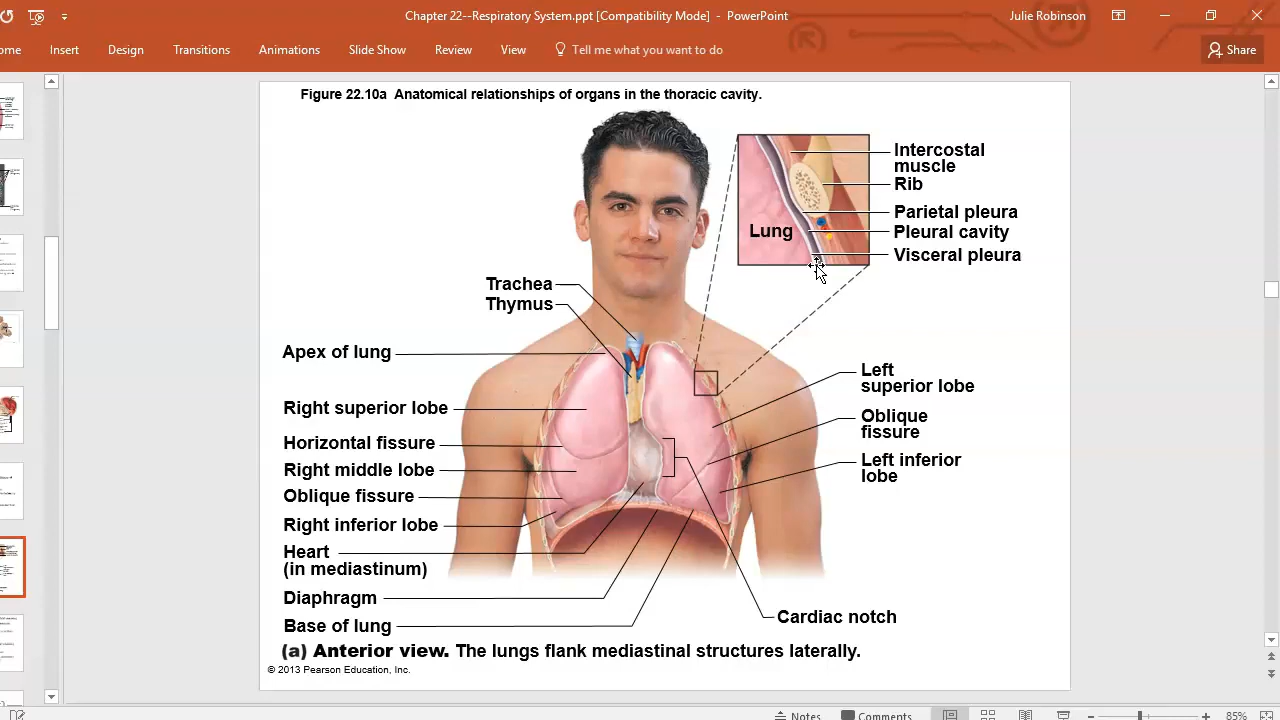 Chapter 22--Respiratory System.ppt [Compatibility Mode] - PowerPoint
Julie Robinson
ome Insert Design Transitions Animations Slide Show Review View Tell me what you want to do
Share
Figure 22.10a Anatomical relationships of organs in the thoracic cavity.
Intercostal
muscle
Rib
Parietal pleura
Lung
Pleural cavity
Visceral pleura
Trachea
Thymus
Apex of lung
Left
superior lobe
Right superior lobe
Oblique
fissure
Horizontal fissure
Left inferior
lobe
Right middle lobe
Oblique fissure
Right inferior lobe
Heart
(in mediastinum)
Diaphragm
Cardiac notch
Base of lung
(a) Anterior view. The lungs flank mediastinal structures laterally.
© 2013 Pearson Education, Inc.
Notes Comments 85%